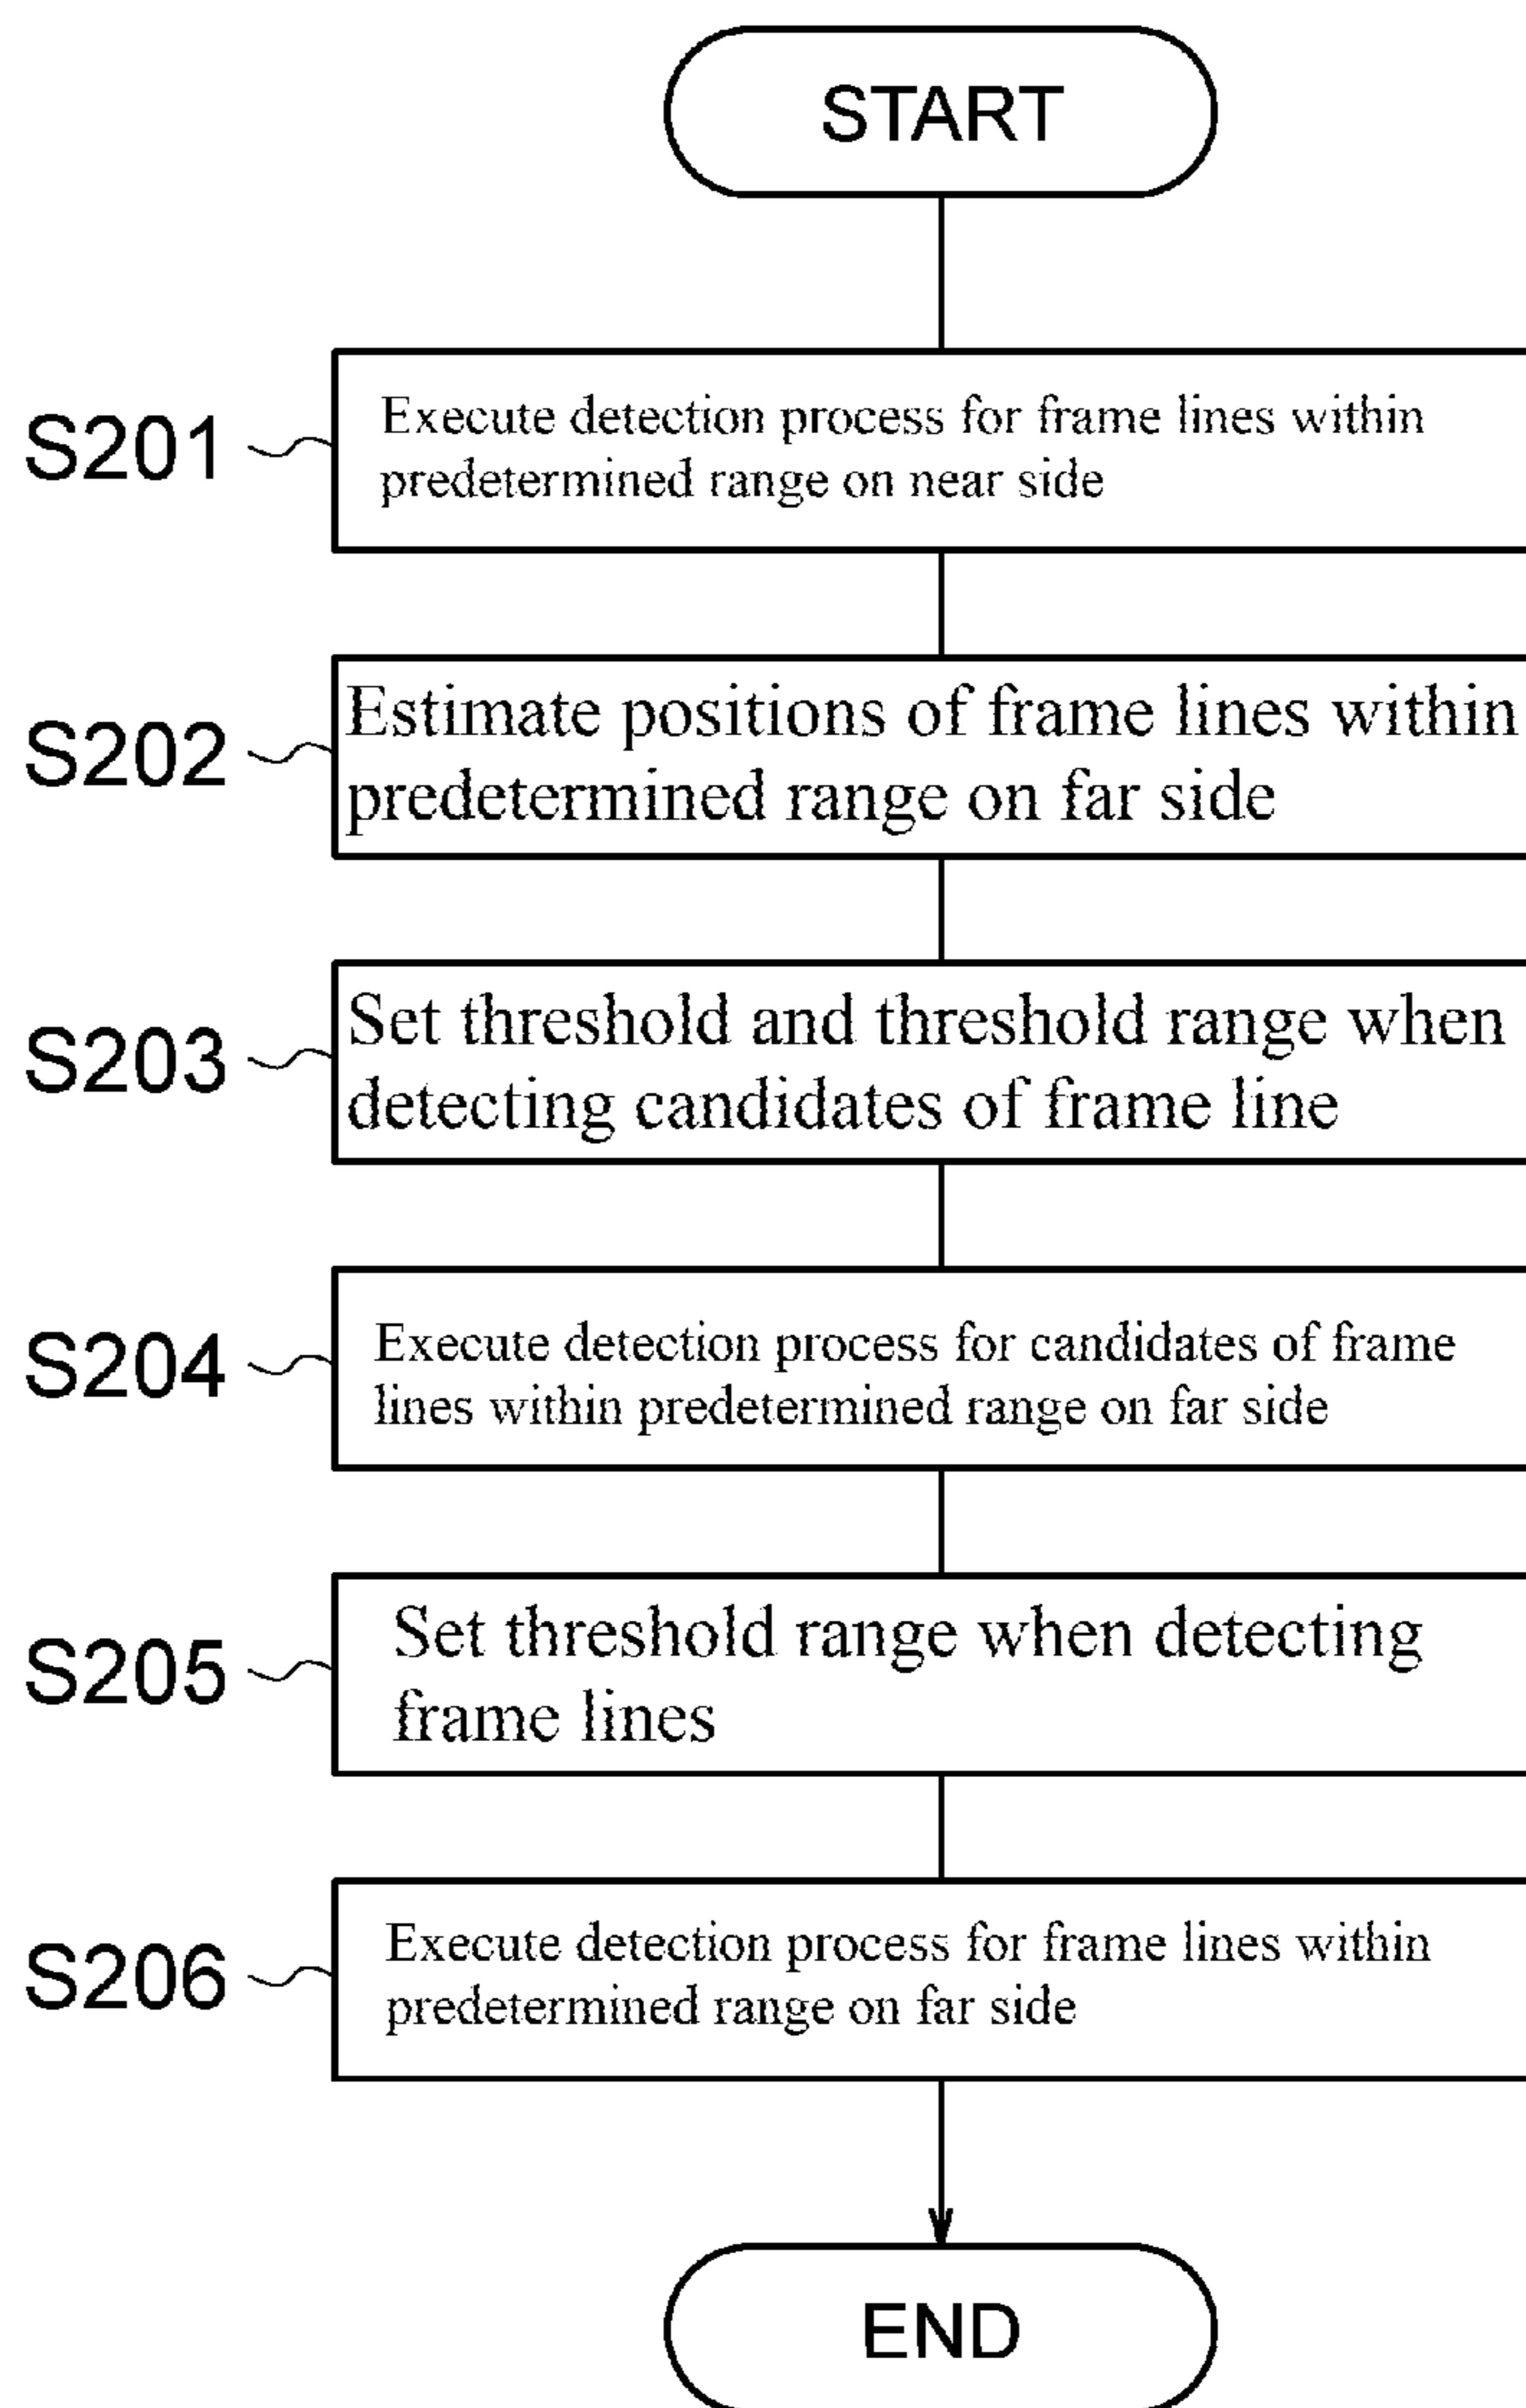 START
S201
Execute detection process for frame lines within
predetermined range on near side
S202
Estimate positions of frame lines within
predetermined range on far side
S203
Set threshold and threshold range when
detecting candidates of frame line
S204
Execute detection process for candidates of frame
lines within predetermined range on far side
S205
Set threshold range when detecting
frame lines
S206
Execute detection process for frame lines within
predetermined range on far side
END